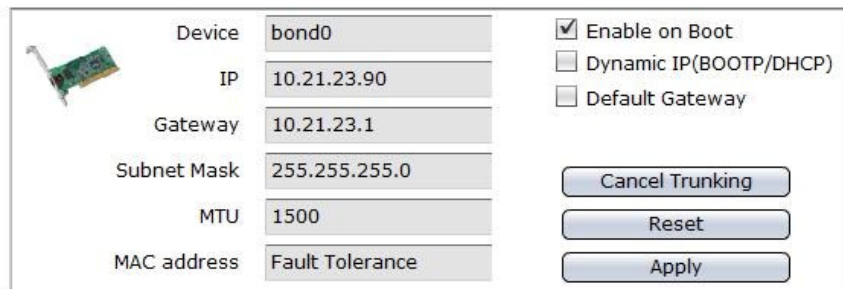 Device bond0
IP 10.21.23.90
Gateway 10.21.23.1
Subnet Mask 255.255.255.0
MTU 1500
MAC address Fault Tolerance
Enable on Boot
Dynamic IP(BOOTP/DHCP)
Default Gateway
Cancel Trunking
Reset
Apply